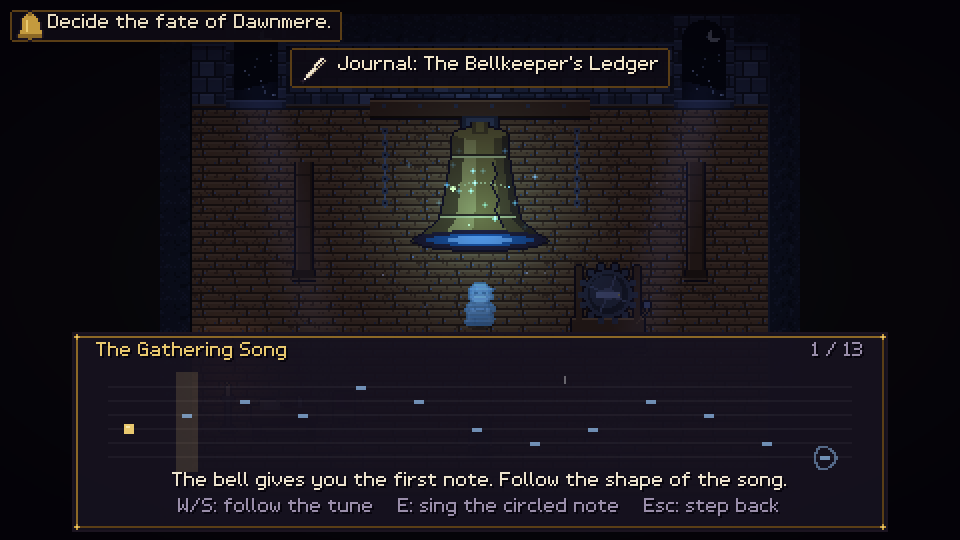 Decide the fate of Dawnmere.
Journal: The Bellkeeper's Ledger
The Gathering Song
1 / 13
The bell gives you the first note. Follow the shape of the song.
W/S: follow the tune E: sing the circled note Esc: step back